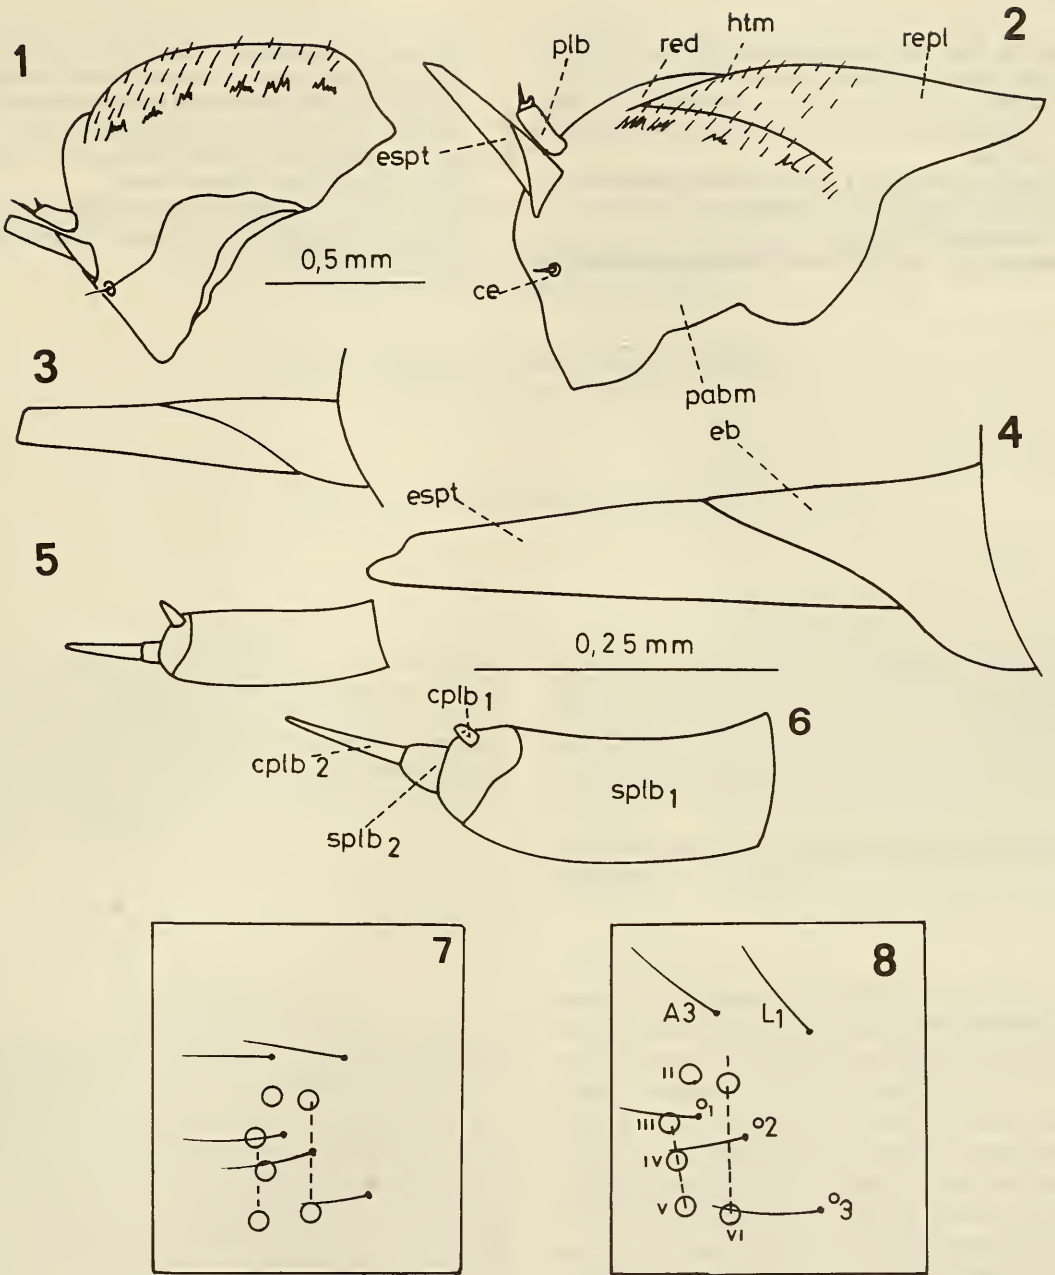 1
2
plb
red
htm
repl
espt
ce
0,5 mm
pabm
3
4
eb
espt
5
0,25 mm
6
cplb1
cplb2
splb2
splb1
7
8
A3
L1
I
II
III
IV
V
VI
o1
o2
o3